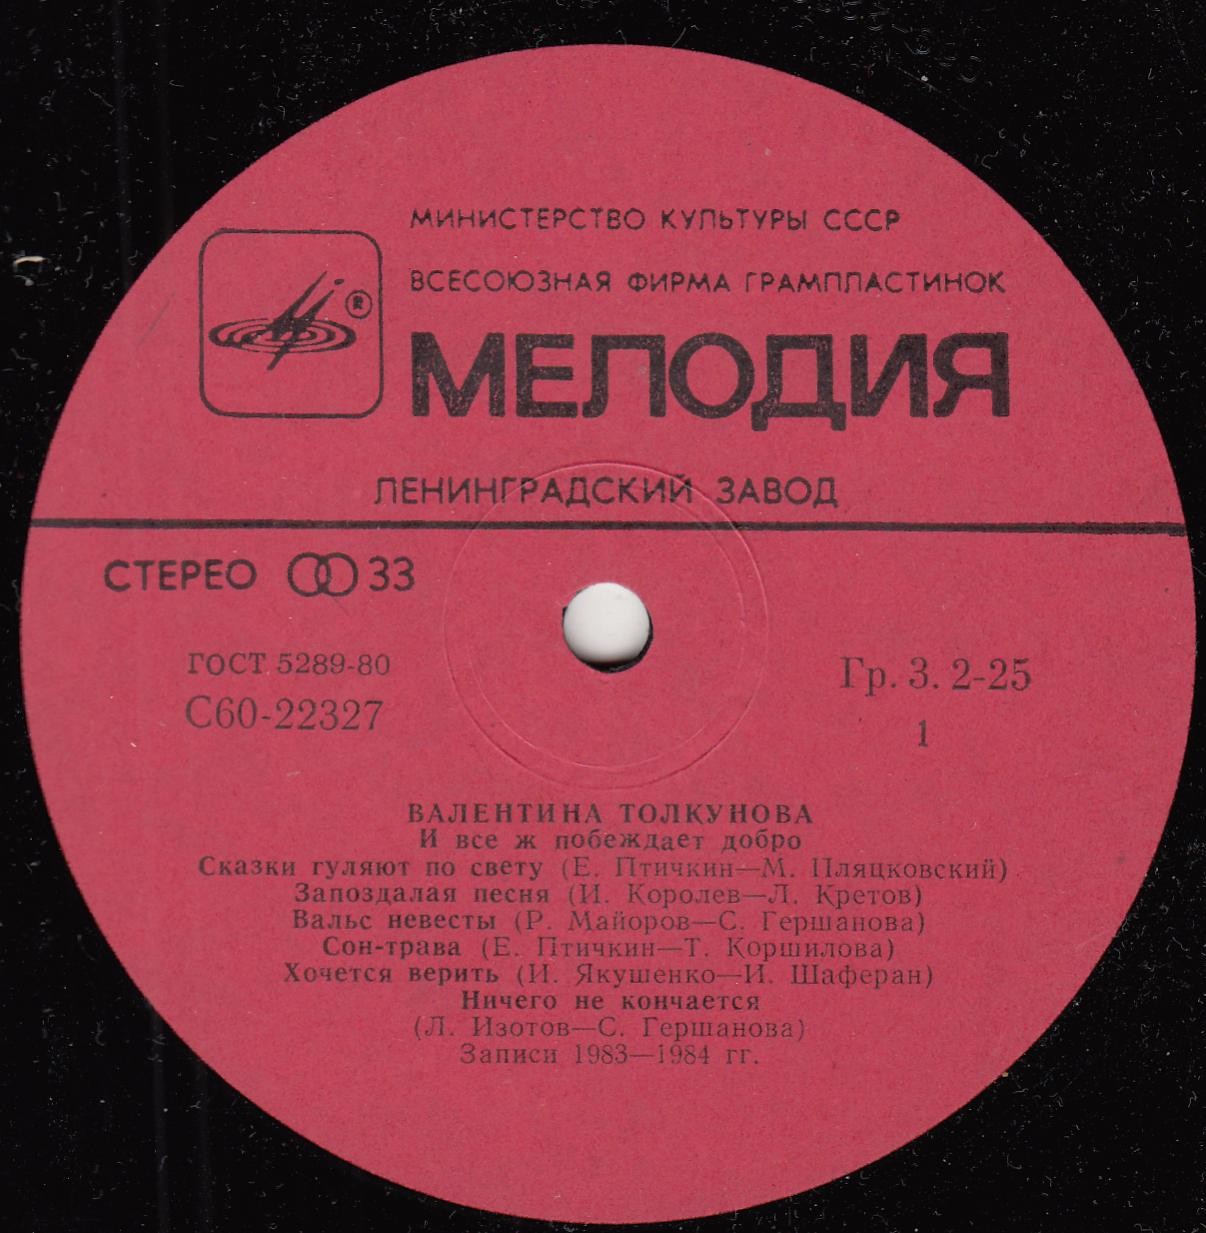 МИНИСТЕРСТВО КУЛЬТУРЫ СССР
ВСЕСОЮЗНАЯ ФИРМА ГРАМПЛАСТИНОК
®
МЕЛОДИЯ
ЛЕНИНГРАДСКИЙ ЗАВОД
СТЕРЕО 33
ГОСТ 5289-80
С60-22327
Гр. 3. 2-25
1
ВАЛЕНТИНА ТОЛКУНОВА
И все ж побеждает добро
Сказки гуляют по свету (Е. Птичкин—М. Пляцковский)
Запоздалая песня (И. Королев—Л. Кретов)
Вальс невесты (Р. Майоров—С. Гершанова)
Сон-трава (Е. Птичкин—Т. Коршилова)
Хочется верить (И. Якушенко—И. Шаферан)
Ничего не кончается
(Л. Изотов—С. Гершанова)
Записи 1983—1984 гг.